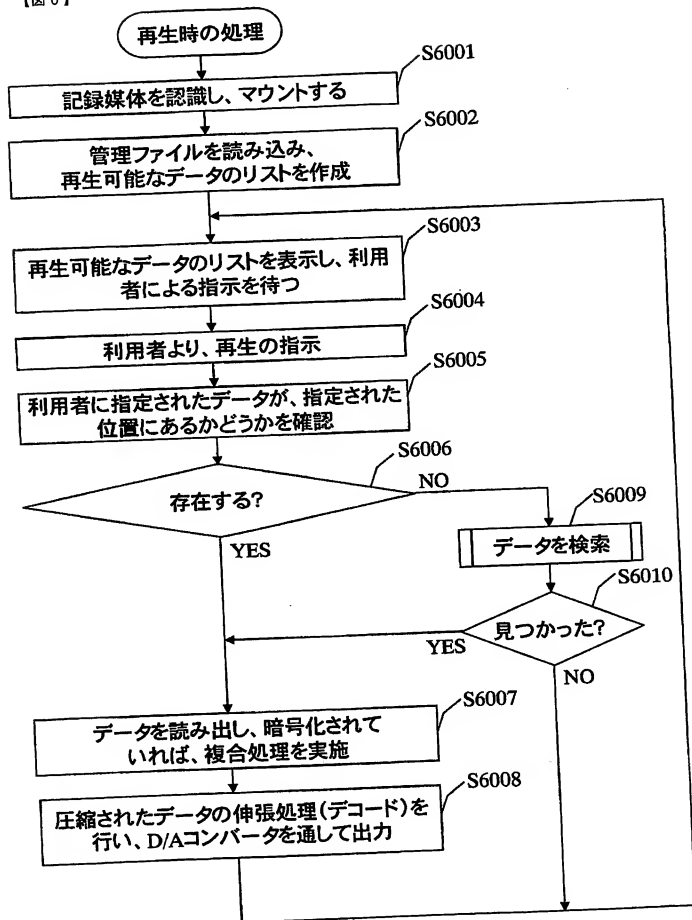 再生時の処理
S6001
記録媒体を認識し、マウントする
S6002
管理ファイルを読み込み、
再生可能なデータのリストを作成
S6003
再生可能なデータのリストを表示し、利用
者による指示を待つ
S6004
利用者より、再生の指示
S6005
利用者に指定されたデータが、指定された
位置にあるかどうかを確認
S6006
存在する?
NO
YES
S6009
データを検索
S6010
見つかった?
YES
NO
S6007
データを読み出し、暗号化されて
いれば、複合処理を実施
S6008
圧縮されたデータの伸張処理(デコード)を
行い、D/Aコンバータを通して出力